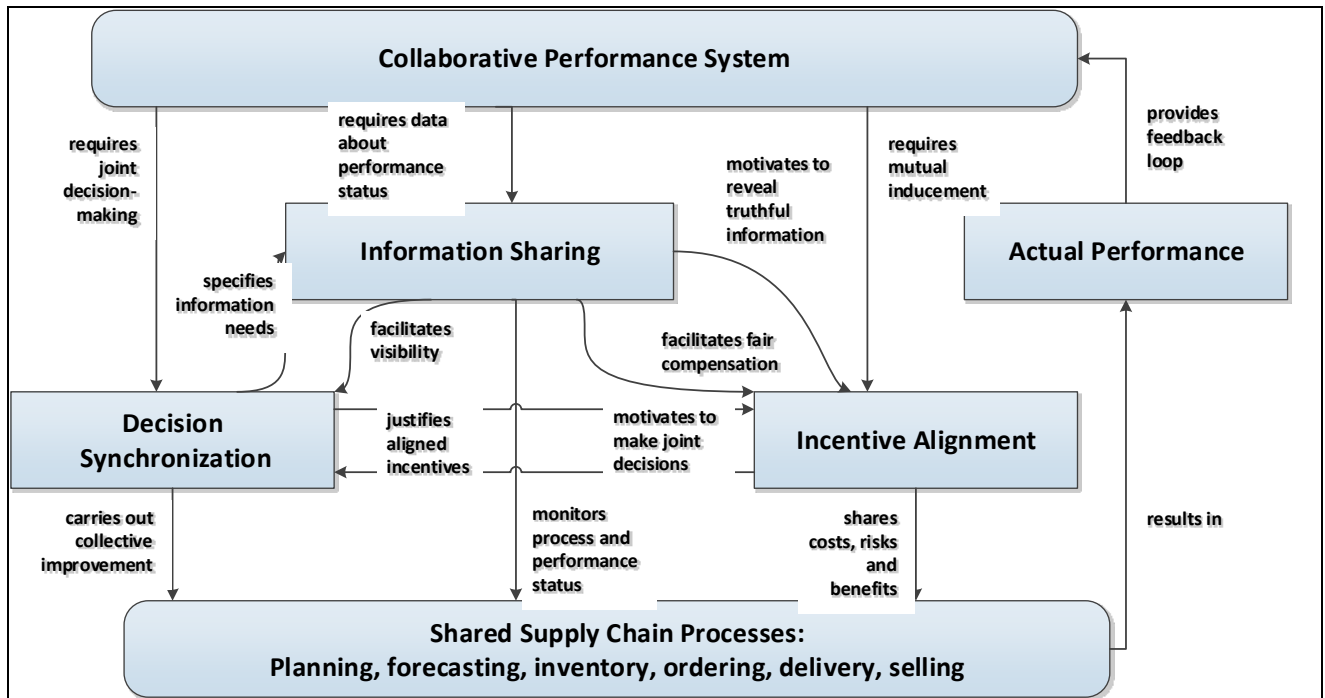 Collaborative Performance System
requires
joint
decision-
making
requires data
about
performance
status
motivates to
reveal
truthful
information
requires
mutual
inducement
provides
feedback
loop
Information Sharing
Actual Performance
specifies
information
needs
facilitates
visibility
facilitates fair
compensation
Decision
Synchronization
justifies
aligned
incentives
motivates to
make joint
decisions
Incentive Alignment
carries out
collective
improvement
monitors
process and
performance
status
shares
costs, risks
and
benefits
results in
Shared Supply Chain Processes:
Planning, forecasting, inventory, ordering, delivery, selling